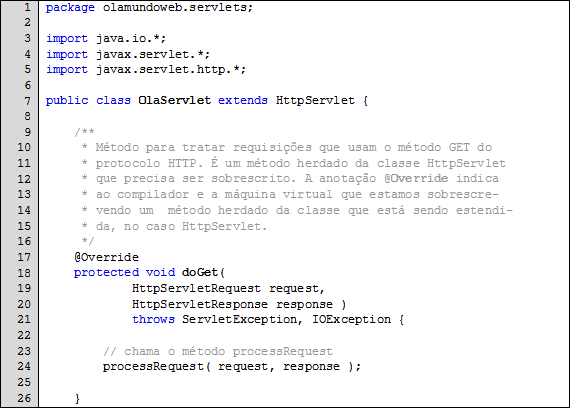 1 package olamundoweb.servlets;
2
3 import java.io.*;
4 import javax.servlet.*;
5 import javax.servlet.http.*;
6
7 public class OlaServlet extends HttpServlet {
8
9     /**
10      * Método para tratar requisições que usam o método GET do
11      * protocolo HTTP. É um método herdado da classe HttpServlet
12      * que precisa ser sobrescrito. A anotação @Override indica
13      * ao compilador e a máquina virtual que estamos sobrescre-
14      * vendo um  método herdado da classe que está sendo estendi-
15      * da, no caso HttpServlet.
16      */
17     @Override
18     protected void doGet(
19             HttpServletRequest request,
20             HttpServletResponse response )
21             throws ServletException, IOException {
22
23         // chama o método processRequest
24         processRequest( request, response );
25
26     }